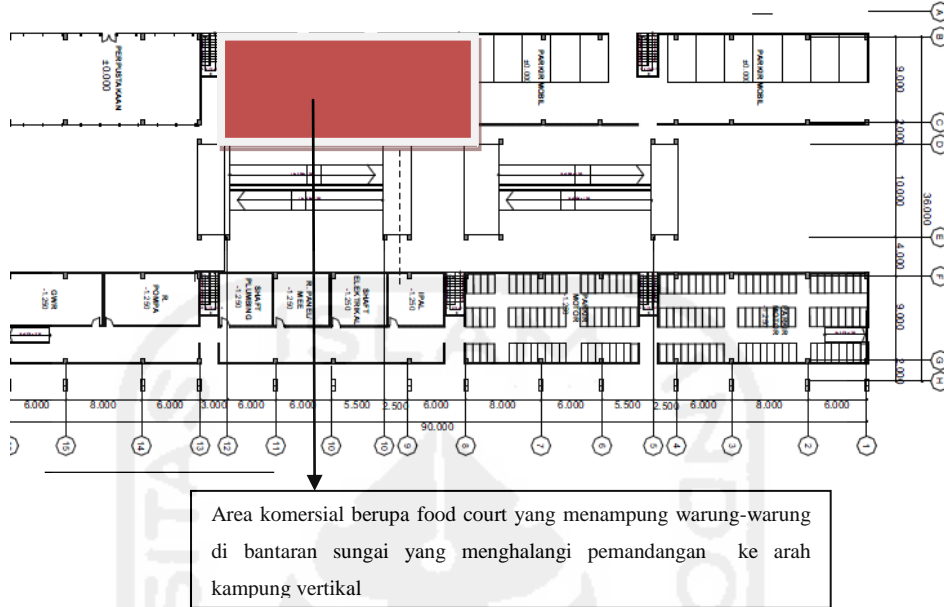 A
B
C
D
E
F
G
H
9.000
2.000
10.000
4.000
9.000
2.000
36.000
PERPUSTAKAAN
±0.000
PARKIR MOBIL
±0.000
PARKIR MOBIL
GWR
-1.250
R.
POMPA
-1.250
SHAFT
PLUMBING
-1.250
R. PANEL/
MEE
-1.250
SHAFT
ELEKTRIKAL
-1.250
IPAL
-1.250
PARKIR
MOTOR
-1.250
PARKIR
MOTOR
-1.250
6.000 8.000 6.000 3.000 6.000 6.000 5.500 2.500 6.000 8.000 6.000 5.500 2.500 6.000 8.000 6.000
90.000
15 14 13 12 11 10 10 9 8 7 6 5 4 3 2 1
ISLAM
Area komersial berupa food court yang menampung warung-warung
di bantaran sungai yang menghalangi pemandangan ke arah
kampung vertikal